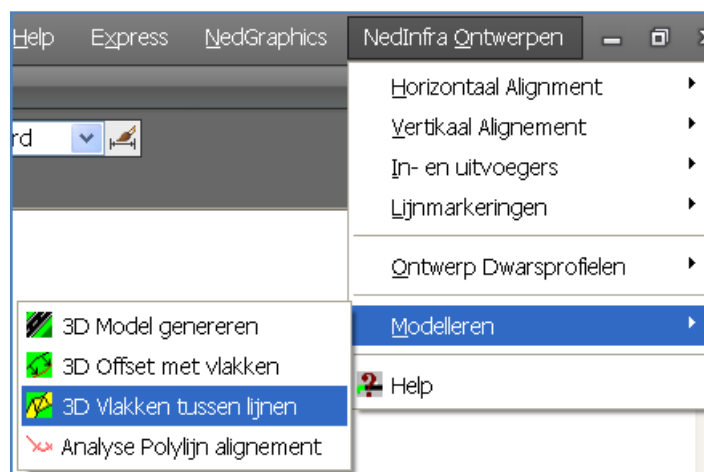 Help Express NedGraphics NedInfra Ontwerpen
Horizontaal Alignment
rd
Vertikaal Alignement
In- en uitvoegers
Lijnmarkeringen
Ontwerp Dwarsprofielen
Modelleren
3D Model genereren
3D Offset met vlakken
3D Vlakken tussen lijnen
Analyse Polylijn alignement
Help